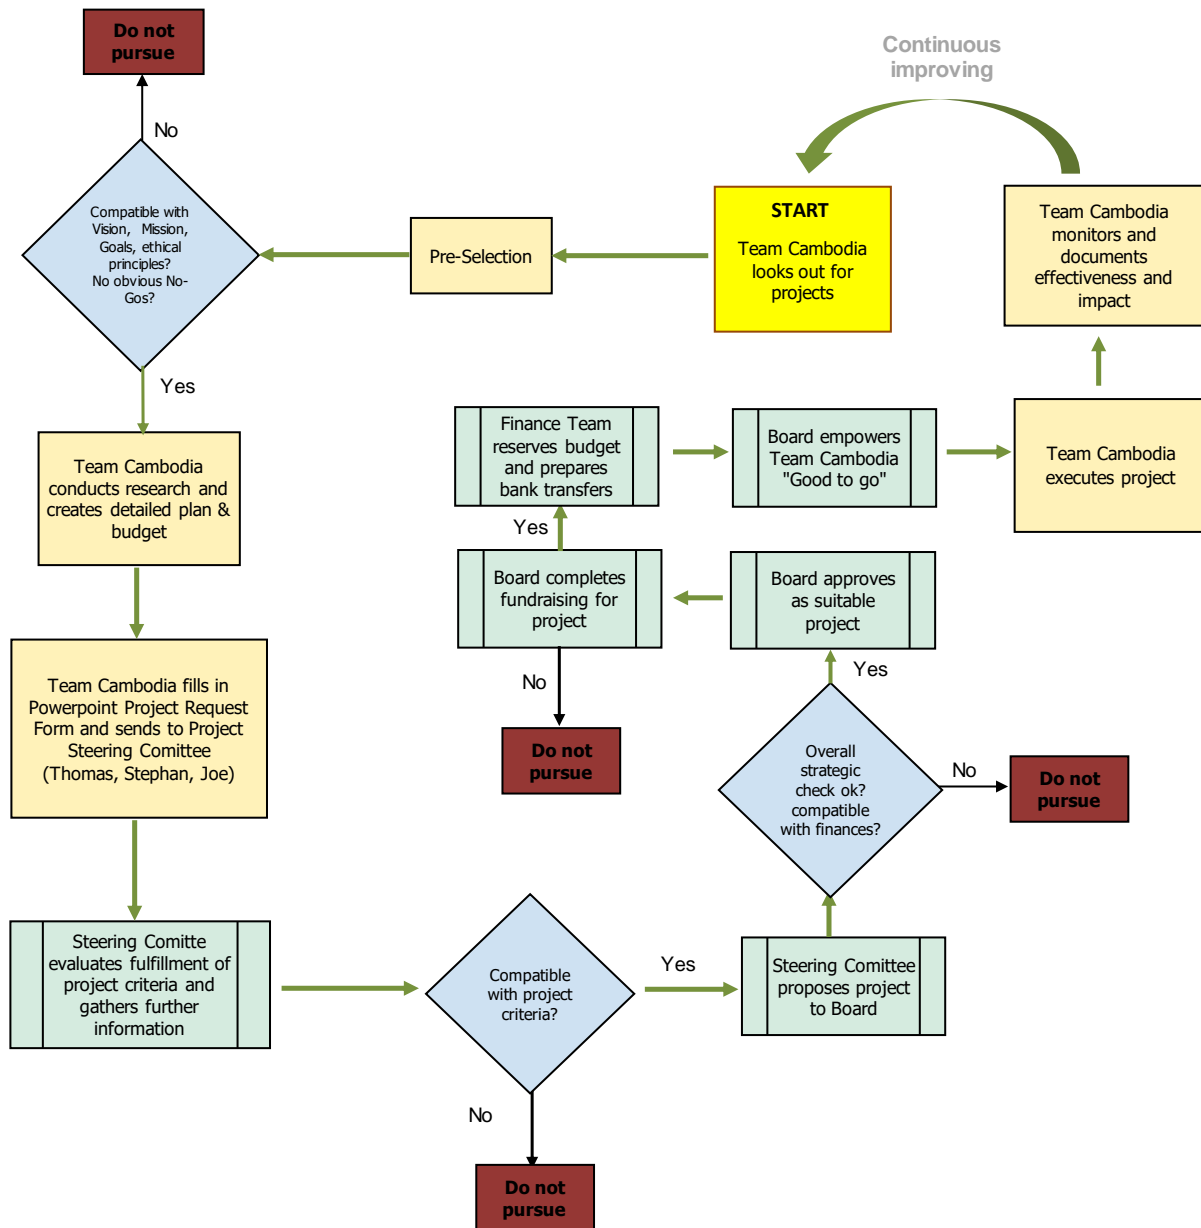 Do not
pursue
Continuous
improving
No
Compatible with
Vision, Mission,
Goals, ethical
principles?
No obvious No-
Gos?
Pre-Selection
START
Team Cambodia
looks out for
projects
Team Cambodia
monitors and
documents
effectiveness and
impact
Yes
Team Cambodia
conducts research and
creates detailed plan &
budget
Finance Team
reserves budget
and prepares
bank transfers
Board empowers
Team Cambodia
"Good to go"
Team Cambodia
executes project
Yes
Board completes
fundraising for
project
Board approves
as suitable
project
No
Yes
Do not
pursue
Team Cambodia fills in
Powerpoint Project Request
Form and sends to Project
Steering Comittee
(Thomas, Stephan, Joe)
Overall
strategic
check ok?
compatible
with finances?
No
Do not
pursue
Steering Comitte
evaluates fulfillment of
project criteria and
gathers further
information
Compatible
with project
criteria?
Yes
Steering Comittee
proposes project
to Board
No
Do not
pursue